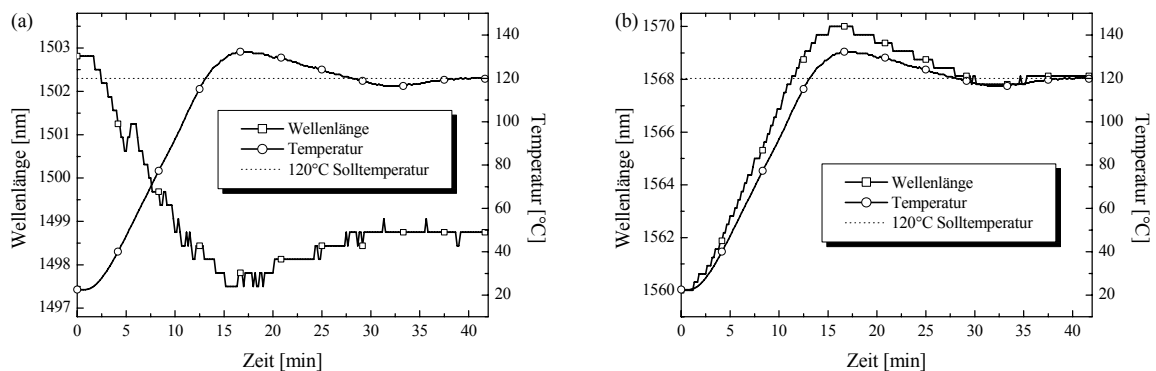 (a)
1503
1502
1501
1500
1499
1498
1497
Wellenlänge [nm]
Wellenlänge
Temperatur
120°C Solltemperatur
140
120
100
80
60
40
20
Temperatur [°C]
0 5 10 15 20 25 30 35 40
Zeit [min]
(b)
1570
1568
1566
1564
1562
1560
Wellenlänge [nm]
Wellenlänge
Temperatur
120°C Solltemperatur
140
120
100
80
60
40
20
Temperatur [°C]
0 5 10 15 20 25 30 35 40
Zeit [min]